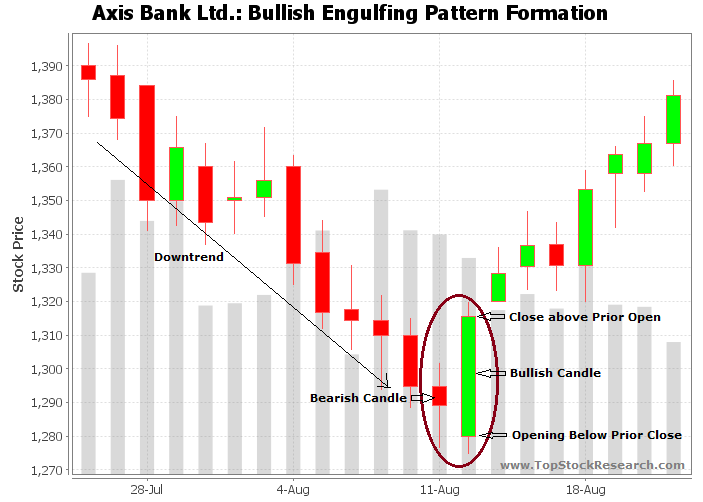 Axis Bank Ltd.: Bullish Engulfing Pattern Formation
Stock Price
1,390
1,380
1,370
1,360
1,350
1,340
1,330
1,320
1,310
1,300
1,290
1,280
1,270
Downtrend
Close above Prior Open
Bullish Candle
Bearish Candle
Opening Below Prior Close
www.TopStockResearch.com
28-Jul 4-Aug 11-Aug 18-Aug